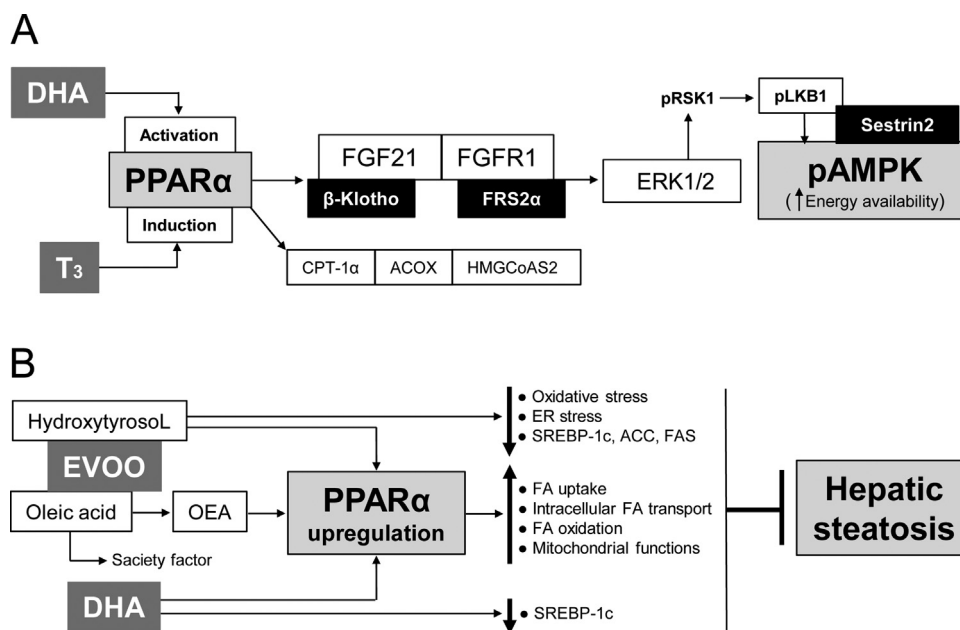 A
DHA
Activation
PPARα
Induction
T3
FGF21
FGFR1
β-Klotho
FRS2α
CPT-1α
ACOX
HMGCoAS2
ERK1/2
pRSK1
pLKB1
Sestrin2
pAMPK
(↑Energy availability)
B
HydroxytyrosoL
EVOO
Oleic acid
OEA
Saciety factor
DHA
PPARα
upregulation
• Oxidative stress
• ER stress
• SREBP-1c, ACC, FAS
• FA uptake
• Intracellular FA transport
• FA oxidation
• Mitochondrial functions
• SREBP-1c
Hepatic
steatosis